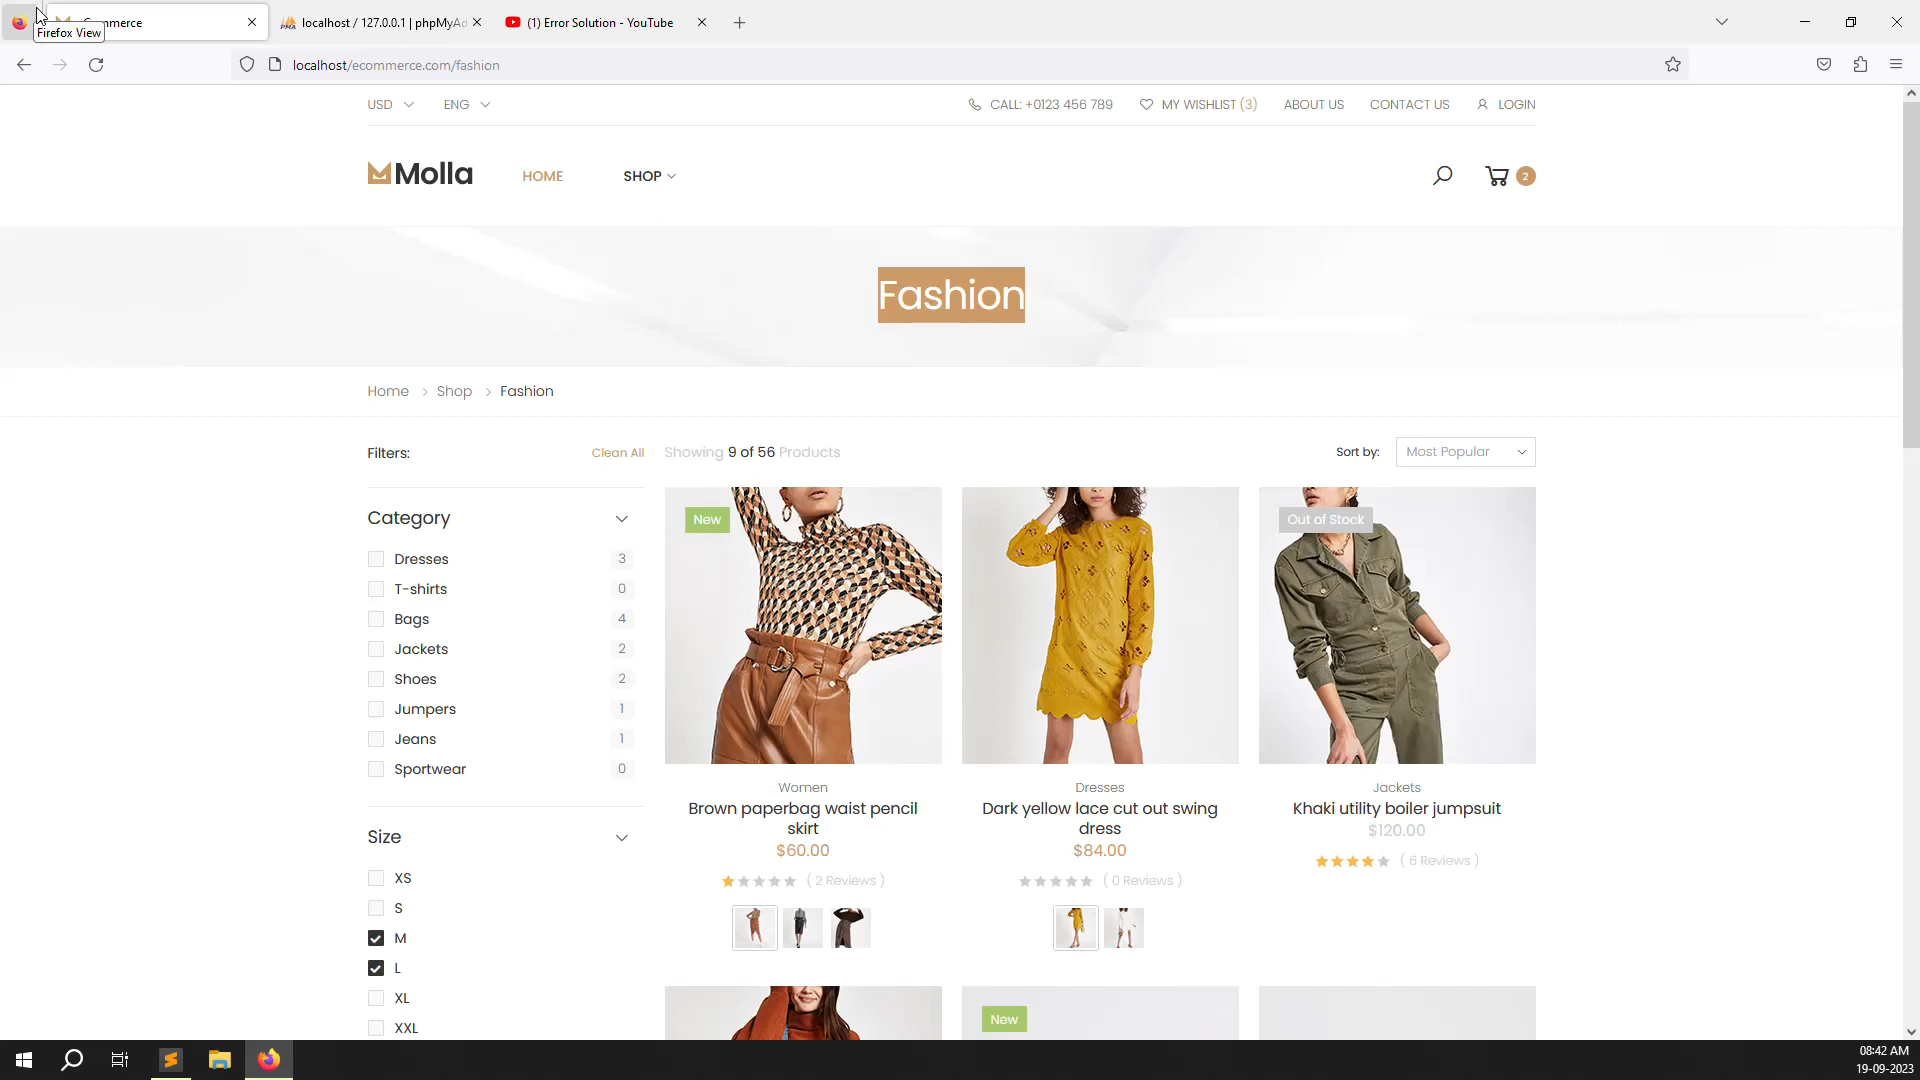 Commerce
localhost / 127.0.0.1 | phpMyAd
(1) Error Solution - YouTube
Firefox View
localhost/ecommerce.com/fashion
USD
ENG
CALL: +0123 456 789
MY WISHLIST (3)
ABOUT US
CONTACT US
LOGIN
Molla
HOME
SHOP
2
Fashion
Home
Shop
Fashion
Filters:
Clean All
Showing 9 of 56 Products
Sort by:
Most Popular
Category
Dresses 3
T-shirts 0
Bags 4
Jackets 2
Shoes 2
Jumpers 1
Jeans 1
Sportwear 0
Size
XS
S
M
L
XL
XXL
New
Women
Brown paperbag waist pencil
skirt
$60.00
( 2 Reviews )
Dresses
Dark yellow lace cut out swing
dress
$84.00
( 0 Reviews )
Out of Stock
Jackets
Khaki utility boiler jumpsuit
$120.00
( 6 Reviews )
New
08:42 AM
19-09-2023